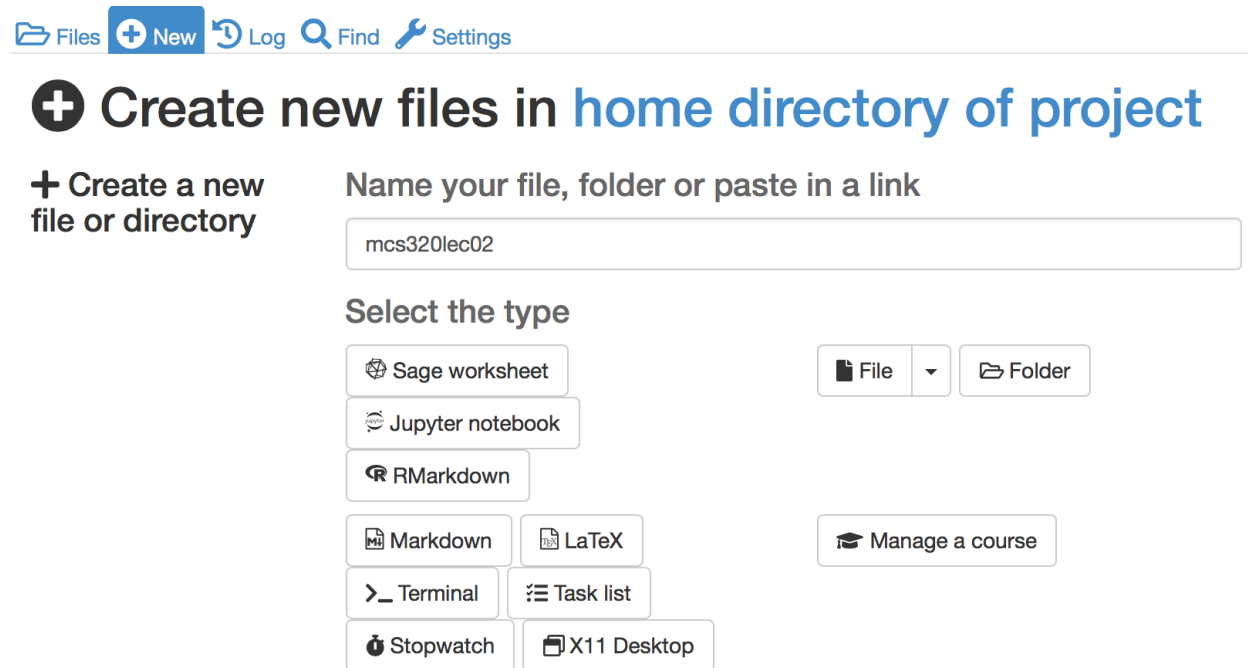 Files New Log Find Settings
Create new files in home directory of project
Create a new
file or directory
Name your file, folder or paste in a link
mcs320lec02
Select the type
Sage worksheet File Folder
Jupyter notebook
RMarkdown
Markdown LaTeX Manage a course
Terminal Task list
Stopwatch X11 Desktop